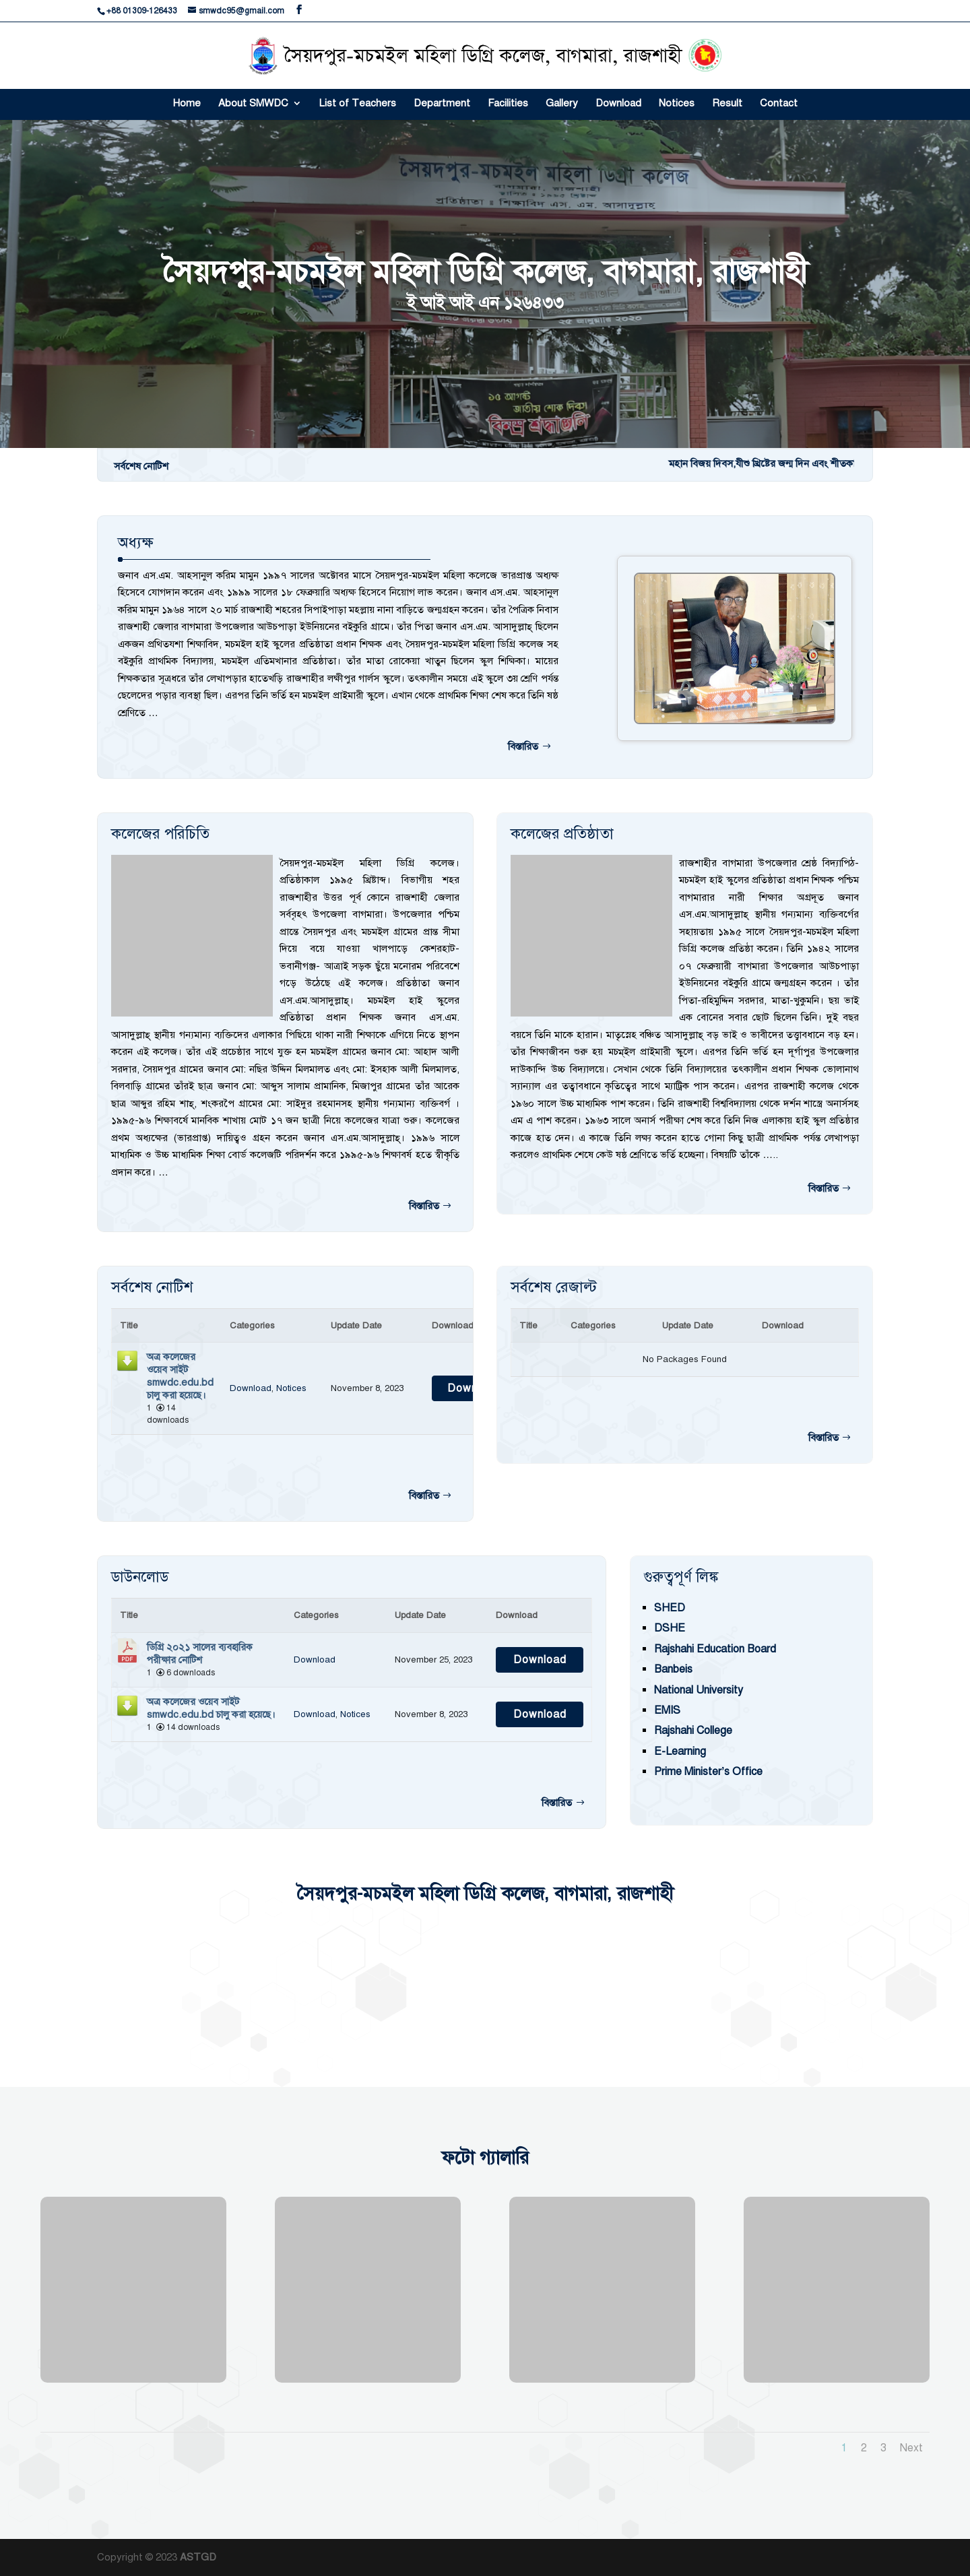 +88 01309-126433 smwdc95@gmail.com
সৈয়দপুর-মচমইল মহিলা ডিগ্রি কলেজ, বাগমারা, রাজশাহী
Home About SMWDC List of Teachers Department Facilities Gallery Download Notices Result Contact
সৈয়দপুর-মচমইল মহিলা ডিগ্রী কলেজ
প্রতিষ্ঠাতা : শিক্ষাবিদ এস. এম. আসাদুল্লাহ
সৈয়দপুর-মচমইল মহিলা ডিগ্রি কলেজ, বাগমারা, রাজশাহী
ই আই আই এন ১২৬৪৩৩
২৫ জানুয়ারী ২০২০
১৫ আগস্ট
জাতীয় শোক দিবস
বিনম্র শ্রদ্ধাঞ্জলি
সর্বশেষ নোটিশ
মহান বিজয় দিবস,যীশু খ্রিষ্টের জন্ম দিন এবং শীতক
অধ্যক্ষ
জনাব এস.এম. আহসানুল করিম মামুন ১৯৯৭ সালের অক্টোবর মাসে সৈয়দপুর-মচমইল মহিলা কলেজে ভারপ্রাপ্ত অধ্যক্ষ
হিসেবে যোগদান করেন এবং ১৯৯৯ সালের ১৮ ফেব্রুয়ারি অধ্যক্ষ হিসেবে নিয়োগ লাভ করেন। জনাব এস.এম. আহসানুল
করিম মামুন ১৯৬৪ সালে ২০ মার্চ রাজশাহী শহরের সিপাইপাড়া মহল্লায় নানা বাড়িতে জন্মগ্রহন করেন। তাঁর পৈত্রিক নিবাস
রাজশাহী জেলার বাগমারা উপজেলার আউচপাড়া ইউনিয়নের বইকুরি গ্রামে। তাঁর পিতা জনাব এস.এম. আসাদুল্লাহ্ ছিলেন
একজন প্রথিতযশা শিক্ষাবিদ, মচমইল হাই স্কুলের প্রতিষ্ঠাতা প্রধান শিক্ষক এবং সৈয়দপুর-মচমইল মহিলা ডিগ্রি কলেজ সহ
বইকুরি প্রাথমিক বিদ্যালয়, মচমইল এতিমখানার প্রতিষ্ঠাতা। তাঁর মাতা রোকেয়া খাতুন ছিলেন স্কুল শিক্ষিকা। মায়ের
শিক্ষকতার সূত্রধরে তাঁর লেখাপড়ার হাতেখড়ি রাজশাহীর লক্ষীপুর গার্লস স্কুলে। তৎকালীন সময়ে এই স্কুলে ৩য় শ্রেণি পর্যন্ত
ছেলেদের পড়ার ব্যবস্থা ছিল। এরপর তিনি ভর্তি হন মচমইল প্রাইমারী স্কুলে। এখান থেকে প্রাথমিক শিক্ষা শেষ করে তিনি ষষ্ঠ
শ্রেণিতে …
বিস্তারিত
কলেজের পরিচিতি
সৈয়দপুর-মচমইল মহিলা ডিগ্রি কলেজ।
প্রতিষ্ঠাকাল ১৯৯৫ খ্রিষ্টাব্দ। বিভাগীয় শহর
রাজশাহীর উত্তর পূর্ব কোনে রাজশাহী জেলার
সর্ববৃহৎ উপজেলা বাগমারা। উপজেলার পশ্চিম
প্রান্তে সৈয়দপুর এবং মচমইল গ্রামের প্রান্ত সীমা
দিয়ে বয়ে যাওয়া খালপাড়ে কেশরহাট-
ভবানীগঞ্জ- আত্রাই সড়ক ছুঁয়ে মনোরম পরিবেশে
গড়ে উঠেছে এই কলেজ। প্রতিষ্ঠাতা জনাব
এস.এম.আসাদুল্লাহ্। মচমইল হাই স্কুলের
প্রতিষ্ঠাতা প্রধান শিক্ষক জনাব এস.এম.
আসাদুল্লাহ্ স্থানীয় গন্যমান্য ব্যক্তিদের এলাকার পিছিয়ে থাকা নারী শিক্ষাকে এগিয়ে নিতে স্থাপন
করেন এই কলেজ। তাঁর এই প্রচেষ্ঠার সাথে যুক্ত হন মচমইল গ্রামের জনাব মো: আহাদ আলী
সরদার, সৈয়দপুর গ্রামের জনাব মো: নছির উদ্দিন মিলমালত এবং মো: ইসহাক আলী মিলমালত,
বিলবাড়ি গ্রামের তাঁরই ছাত্র জনাব মো: আব্দুস সালাম প্রামানিক, মিজাপুর গ্রামের তাঁর আরেক
ছাত্র আব্দুর রহিম শাহ্, শংকরপৈ গ্রামের মো: সাইদুর রহমানসহ স্থানীয় গন্যমান্য ব্যক্তিবর্গ ।
১৯৯৫-৯৬ শিক্ষাবর্ষে মানবিক শাখায় মোট ১৭ জন ছাত্রী নিয়ে কলেজের যাত্রা শুরু। কলেজের
প্রথম অধ্যক্ষের (ভারপ্রাপ্ত) দায়িত্বও গ্রহন করেন জনাব এস.এম.আসাদুল্লাহ্। ১৯৯৬ সালে
মাধ্যমিক ও উচ্চ মাধ্যমিক শিক্ষা বোর্ড কলেজটি পরিদর্শন করে ১৯৯৫-৯৬ শিক্ষাবর্ষ হতে স্বীকৃতি
প্রদান করে। …
বিস্তারিত
কলেজের প্রতিষ্ঠাতা
রাজশাহীর বাগমারা উপজেলার শ্রেষ্ঠ বিদ্যাপিঠ-
মচমইল হাই স্কুলের প্রতিষ্ঠাতা প্রধান শিক্ষক পশ্চিম
বাগমারার নারী শিক্ষার অগ্রদূত জনাব
এস.এম.আসাদুল্লাহ্ স্থানীয় গন্যমান্য ব্যক্তিবর্গের
সহায়তায় ১৯৯৫ সালে সৈয়দপুর-মচমইল মহিলা
ডিগ্রি কলেজ প্রতিষ্ঠা করেন। তিনি ১৯৪২ সালের
০৭ ফেব্রুয়ারী বাগমারা উপজেলার আউচপাড়া
ইউনিয়নের বইকুরি গ্রামে জন্মগ্রহন করেন । তাঁর
পিতা-রহিমুদ্দিন সরদার, মাতা-খুকুমনি। ছয় ভাই
এক বোনের সবার ছোট ছিলেন তিনি। দুই বছর
বয়সে তিনি মাকে হারান। মাতৃস্নেহ বঞ্চিত আসাদুল্লাহ্ বড় ভাই ও ভাবীদের তত্ত্বাবধানে বড় হন।
তাঁর শিক্ষাজীবন শুরু হয় মচমইল প্রাইমারী স্কুলে। এরপর তিনি ভর্তি হন দূর্গাপুর উপজেলার
দাউকান্দি উচ্চ বিদ্যালয়ে। সেখান থেকে তিনি বিদ্যালয়ের তৎকালীন প্রধান শিক্ষক ভোলানাথ
স্যান্যাল এর তত্বাবধানে কৃতিত্বের সাথে ম্যাট্রিক পাস করেন। এরপর রাজশাহী কলেজ থেকে
১৯৬০ সালে উচ্চ মাধ্যমিক পাশ করেন। তিনি রাজশাহী বিশ্ববিদ্যালয় থেকে দর্শন শাস্ত্রে অনার্সসহ
এম এ পাশ করেন। ১৯৬৩ সালে অনার্স পরীক্ষা শেষ করে তিনি নিজ এলাকায় হাই স্কুল প্রতিষ্ঠার
কাজে হাত দেন। এ কাজে তিনি লক্ষ্য করেন হাতে গোনা কিছু ছাত্রী প্রাথমিক পর্যন্ত লেখাপড়া
করলেও প্রাথমিক শেষে কেউ ষষ্ঠ শ্রেণিতে ভর্তি হচ্ছেনা। বিষয়টি তাঁকে …..
বিস্তারিত
সর্বশেষ নোটিশ
Title Categories Update Date Download
অত্র কলেজের
ওয়েব সাইট
smwdc.edu.bd
চালু করা হয়েছে।
1 14
downloads
Download, Notices November 8, 2023 Down
বিস্তারিত
সর্বশেষ রেজাল্ট
Title Categories Update Date Download
No Packages Found
বিস্তারিত
ডাউনলোড
Title Categories Update Date Download
ডিগ্রি ২০২১ সালের ব্যবহারিক
পরীক্ষার নোটিশ
1 6 downloads
PDF
Download November 25, 2023 Download
অত্র কলেজের ওয়েব সাইট
smwdc.edu.bd চালু করা হয়েছে।
1 14 downloads
Download, Notices November 8, 2023 Download
বিস্তারিত
গুরুত্বপূর্ণ লিঙ্ক
SHED
DSHE
Rajshahi Education Board
Banbeis
National University
EMIS
Rajshahi College
E-Learning
Prime Minister's Office
সৈয়দপুর-মচমইল মহিলা ডিগ্রি কলেজ, বাগমারা, রাজশাহী
ফটো গ্যালারি
1 2 3 Next
Copyright © 2023 ASTGD